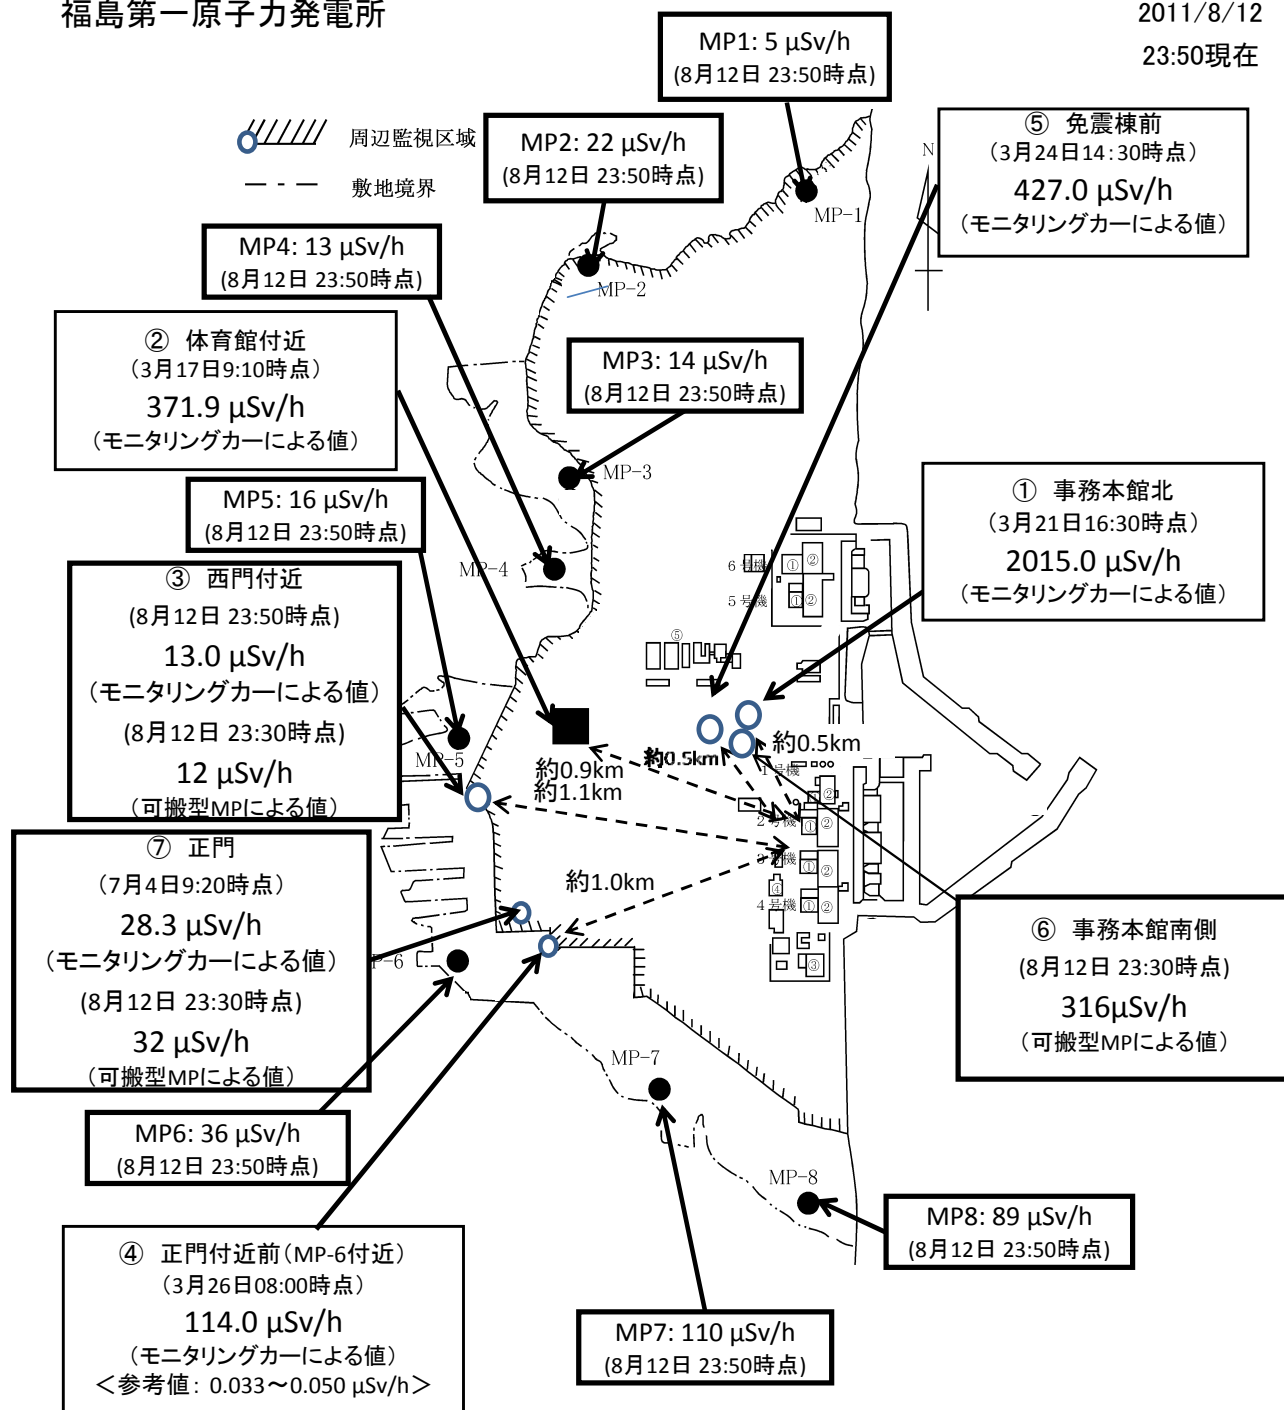 福島第一原子力発電所
2011/8/12
23:50現在
MP1: 5 μSv/h
(8月12日 23:50時点)
周辺監視区域
敷地境界
MP2: 22 μSv/h
(8月12日 23:50時点)
⑤ 免震棟前
(3月24日14:30時点)
427.0 μSv/h
(モニタリングカーによる値)
N
MP-1
MP4: 13 μSv/h
(8月12日 23:50時点)
MP-2
② 体育館付近
(3月17日9:10時点)
371.9 μSv/h
(モニタリングカーによる値)
MP3: 14 μSv/h
(8月12日 23:50時点)
MP-3
MP5: 16 μSv/h
(8月12日 23:50時点)
① 事務本館北
(3月21日16:30時点)
2015.0 μSv/h
(モニタリングカーによる値)
MP-4
6号機
① ②
5号機
① ②
③ 西門付近
(8月12日 23:50時点)
13.0 μSv/h
(モニタリングカーによる値)
(8月12日 23:30時点)
12 μSv/h
(可搬型MPによる値)
⑤
MP-5
約0.9km
約1.1km
約0.5km
約0.5km
1号機
① ②
2号機
① ②
3号機
① ②
④
4号機
① ②
③
約1.0km
⑦ 正門
(7月4日9:20時点)
28.3 μSv/h
(モニタリングカーによる値)
(8月12日 23:30時点)
32 μSv/h
(可搬型MPによる値)
P-6
⑥ 事務本館南側
(8月12日 23:30時点)
316μSv/h
(可搬型MPによる値)
MP-7
MP6: 36 μSv/h
(8月12日 23:50時点)
MP-8
MP8: 89 μSv/h
(8月12日 23:50時点)
④ 正門付近前(MP-6付近)
(3月26日08:00時点)
114.0 μSv/h
(モニタリングカーによる値)
<参考値: 0.033~0.050 μSv/h>
MP7: 110 μSv/h
(8月12日 23:50時点)